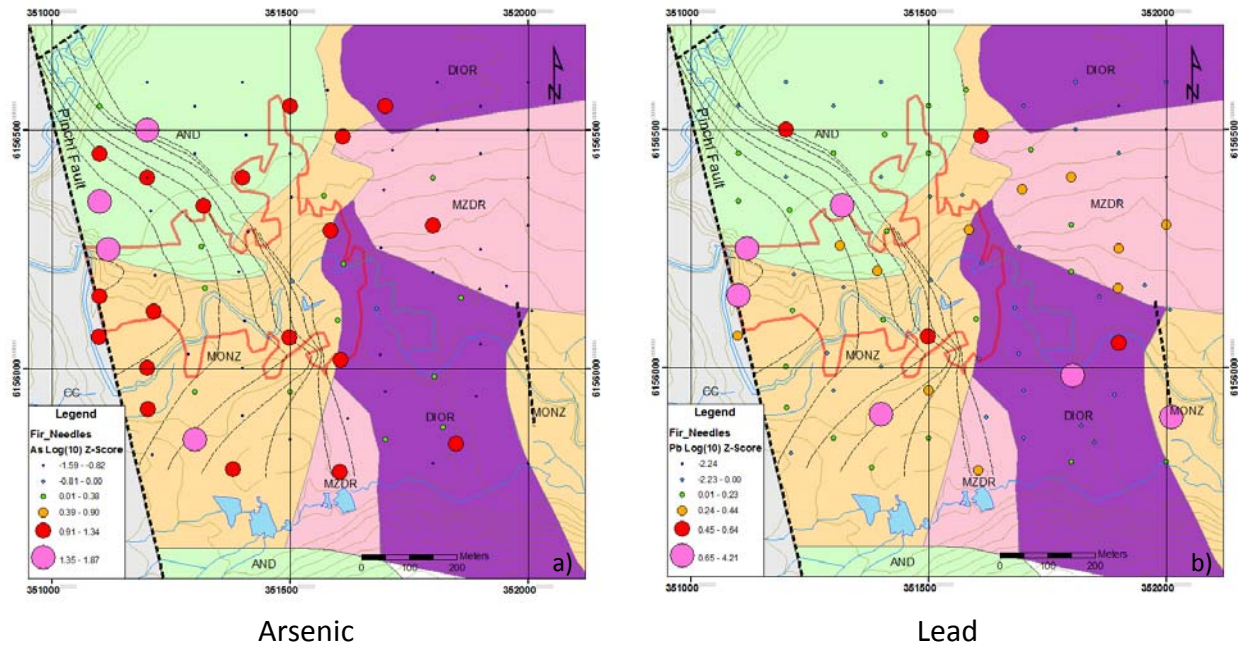 351000 351500 352000
6156500
6156000
DIOR
N
AND
Pinchi Fault
MZDR
MONZ
CC
DIOR
MONZ
MZDR
AND
Legend
Fir_Needles
As Log(10) Z-Score
-1.59 - -0.82
-0.81 - 0.00
0.01 - 0.38
0.39 - 0.90
0.91 - 1.34
1.35 - 1.87
Meters
0 100 200
a)
351000 351500 352000
Arsenic
351000 351500 352000
6156500
6156000
DIOR
N
AND
Pinchi Fault
MZDR
MONZ
CC
DIOR
MONZ
MZDR
AND
Legend
Fir_Needles
Pb Log(10) Z-Score
-2.24
-2.23 - 0.00
0.01 - 0.23
0.24 - 0.44
0.45 - 0.64
0.65 - 4.21
Meters
0 100 200
b)
351000 351500 352000
Lead